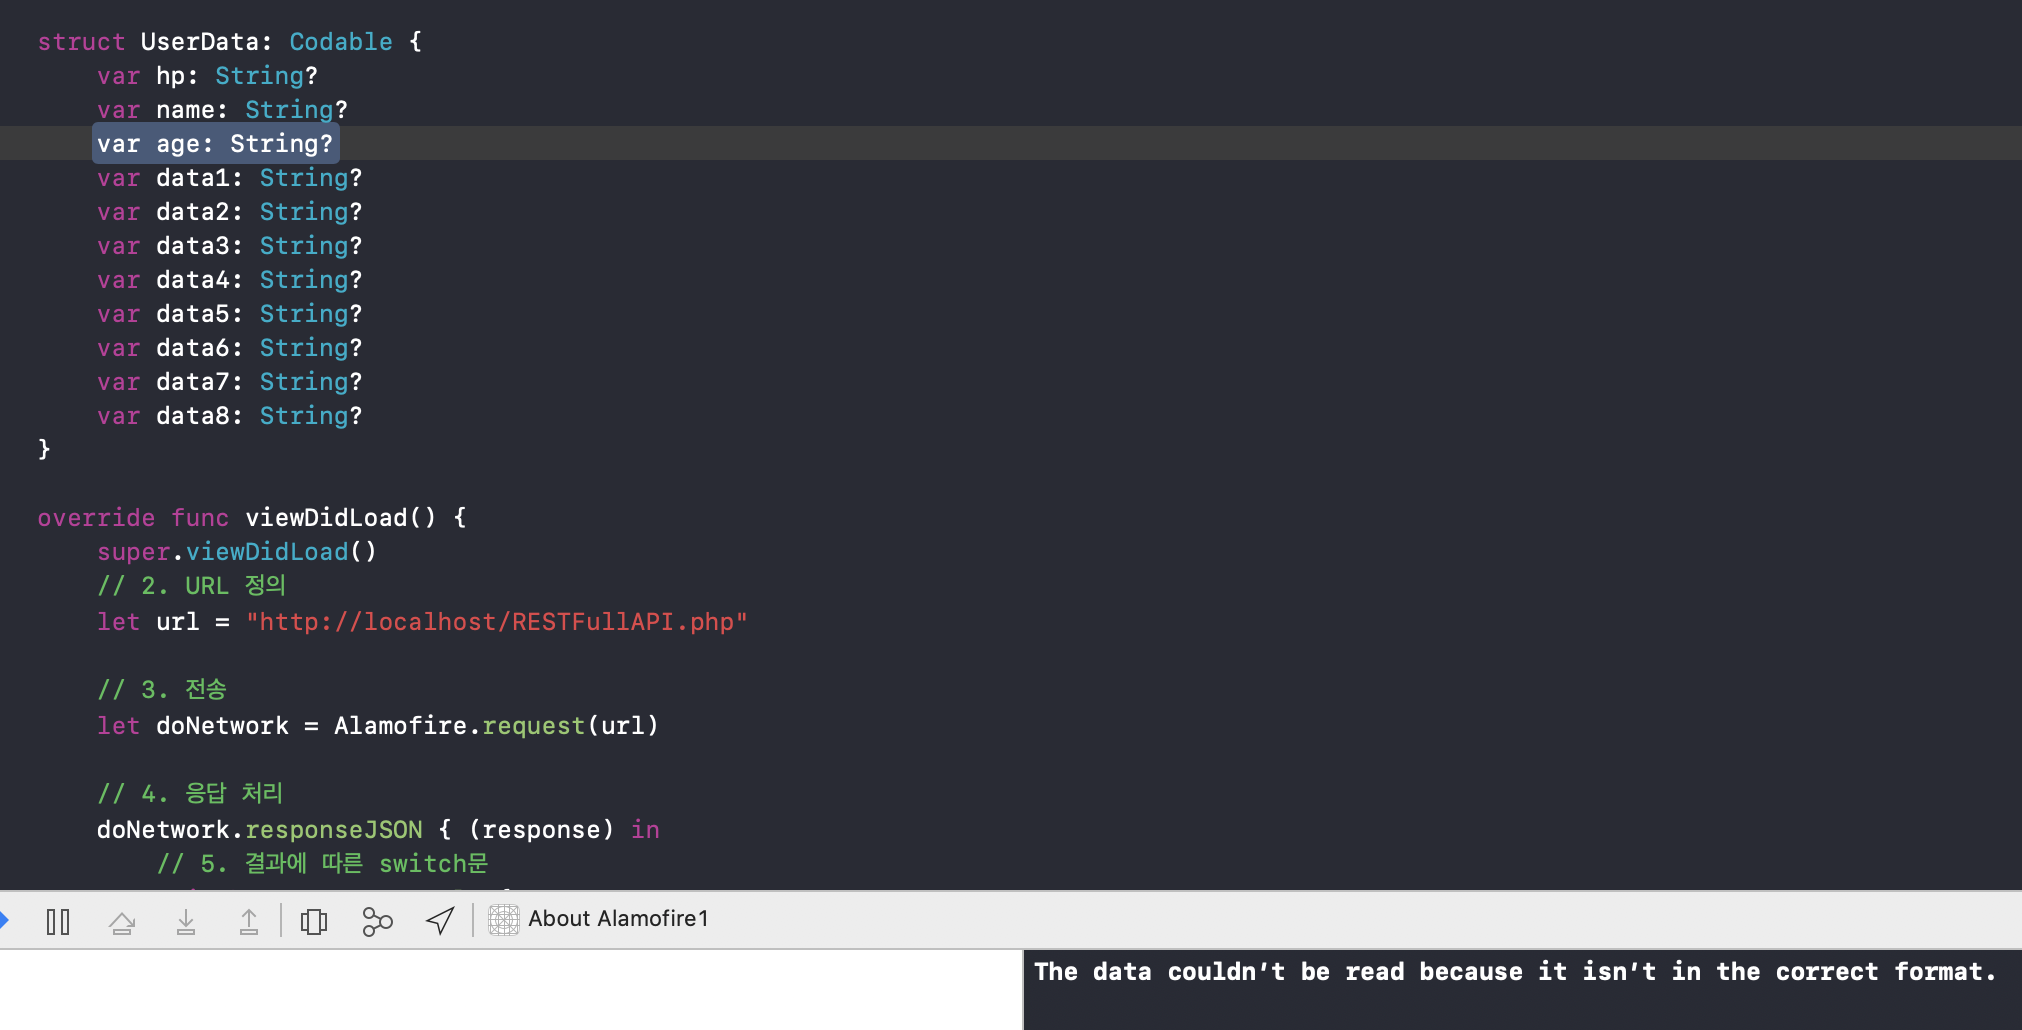 struct UserData: Codable {
var hp: String?
var name: String?
var age: String?
var data1: String?
var data2: String?
var data3: String?
var data4: String?
var data5: String?
var data6: String?
var data7: String?
var data8: String?
}
override func viewDidLoad() {
super.viewDidLoad()
// 2. URL 정의
let url = "http://localhost/RESTFullAPI.php"
// 3. 전송
let doNetwork = Alamofire.request(url)
// 4. 응답 처리
doNetwork.responseJSON { (response) in
// 5. 결과에 따른 switch문
About Alamofire1
The data couldn’t be read because it isn’t in the correct format.